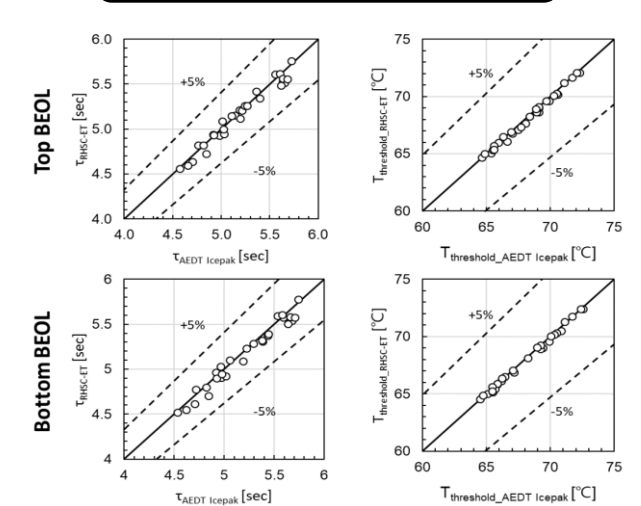 Top BEOL
6.0
5.5
5.0
4.5
4.0
4.0 4.5 5.0 5.5 6.0
τRHSC-ET [sec]
τAEDT Icepak [sec]
+5%
-5%
75
70
65
60
60 65 70 75
Tthreshold_RHSC-ET [℃]
Tthreshold_AEDT Icepak [℃]
+5%
-5%
Bottom BEOL
6
5.5
5
4.5
4
4 4.5 5 5.5 6
τRHSC-ET [sec]
τAEDT Icepak [sec]
+5%
-5%
75
70
65
60
60 65 70 75
Tthreshold_RHSC-ET [℃]
Tthreshold_AEDT Icepak [℃]
+5%
-5%